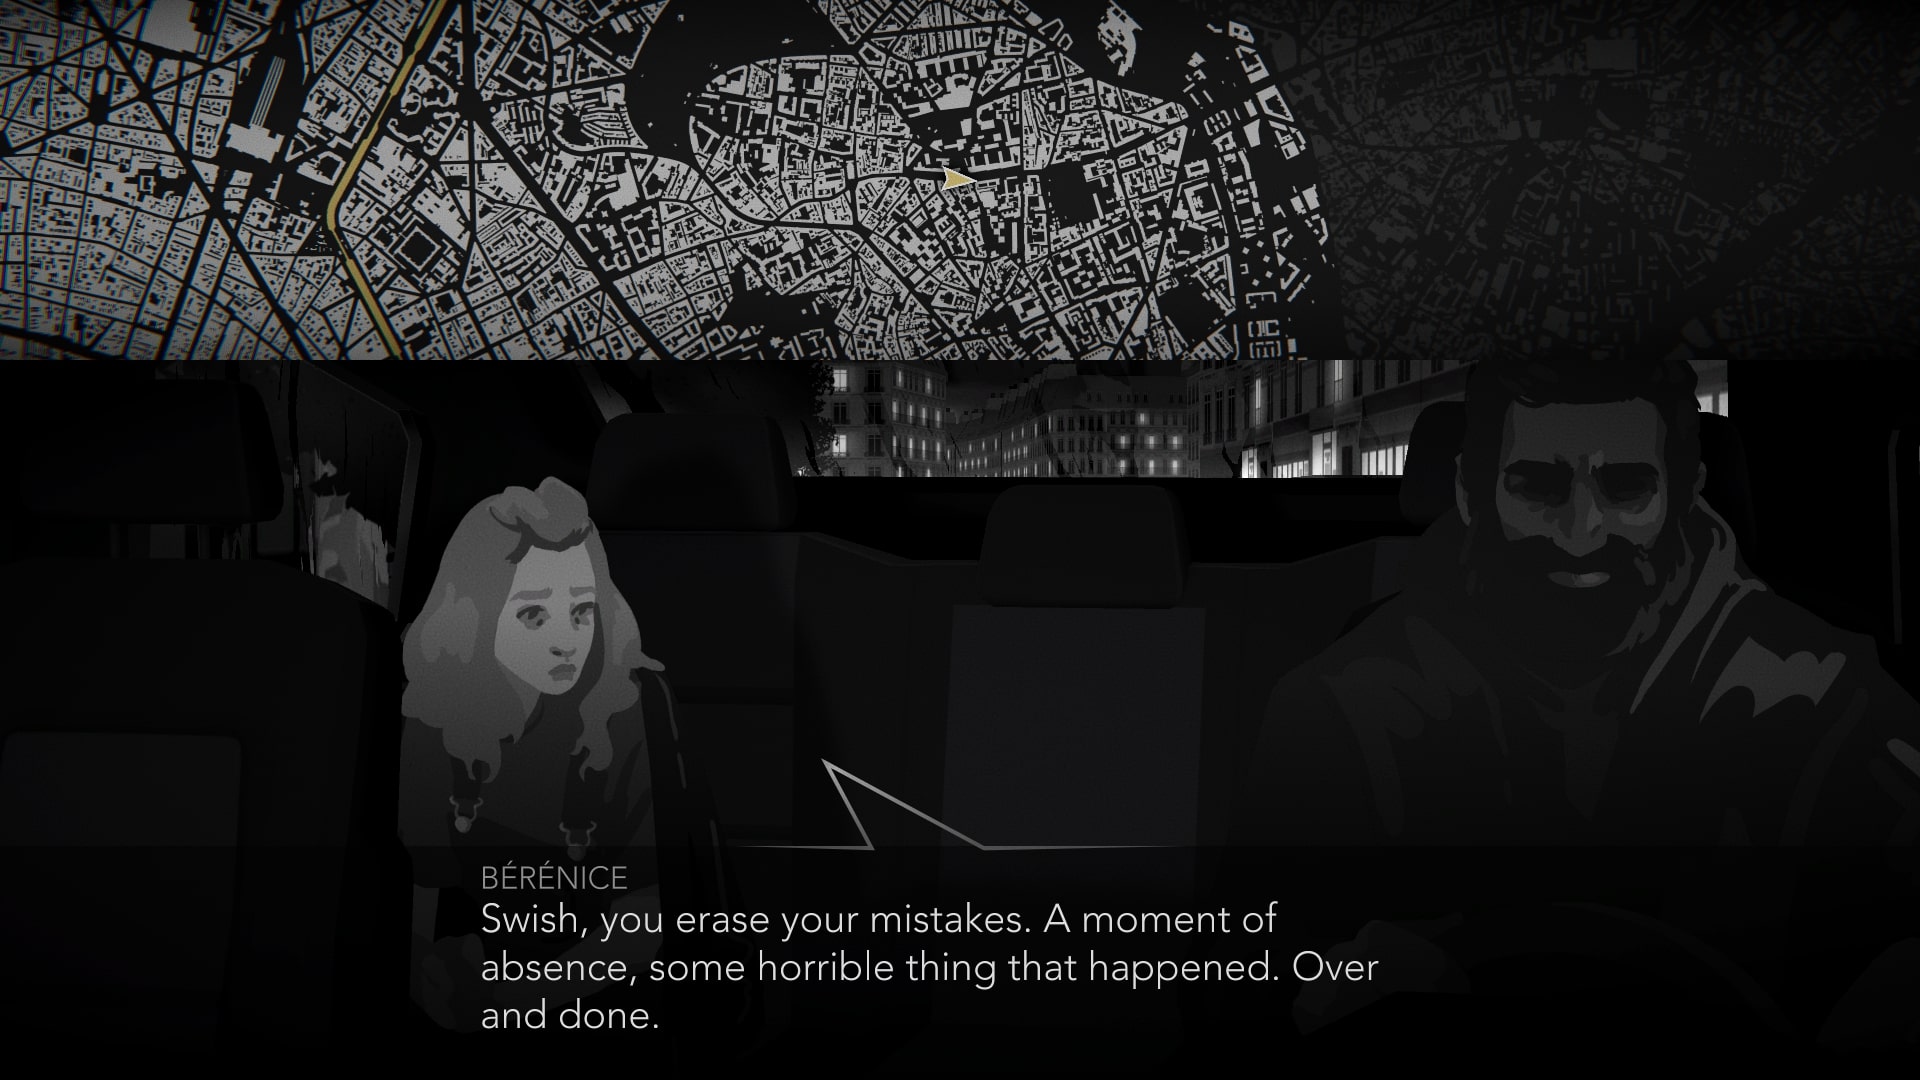 BÉRÉNICE
Swish, you erase your mistakes. A moment of
absence, some horrible thing that happened. Over
and done.